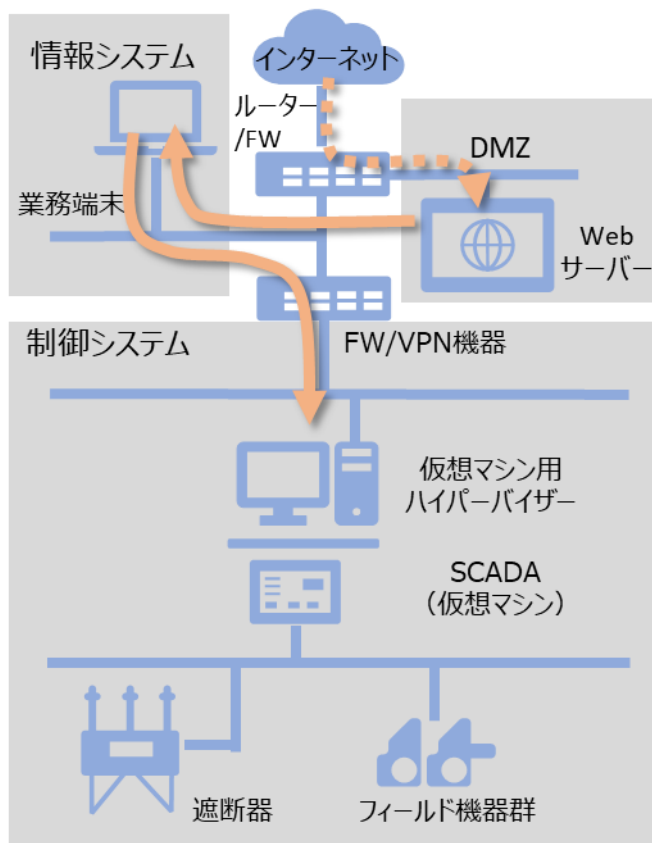 情報システム
インターネット
ルーター
/FW
DMZ
業務端末
Web
サーバー
制御システム
FW/VPN機器
仮想マシン用
ハイパーバイザー
SCADA
（仮想マシン）
遮断器
フィールド機器群